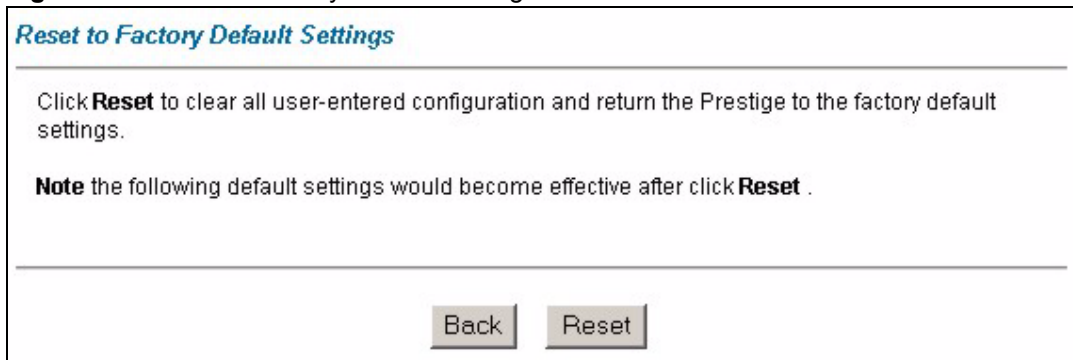 Reset to Factory Default Settings
Click Reset to clear all user-entered configuration and return the Prestige to the factory default
settings.
Note the following default settings would become effective after click Reset .
Back Reset